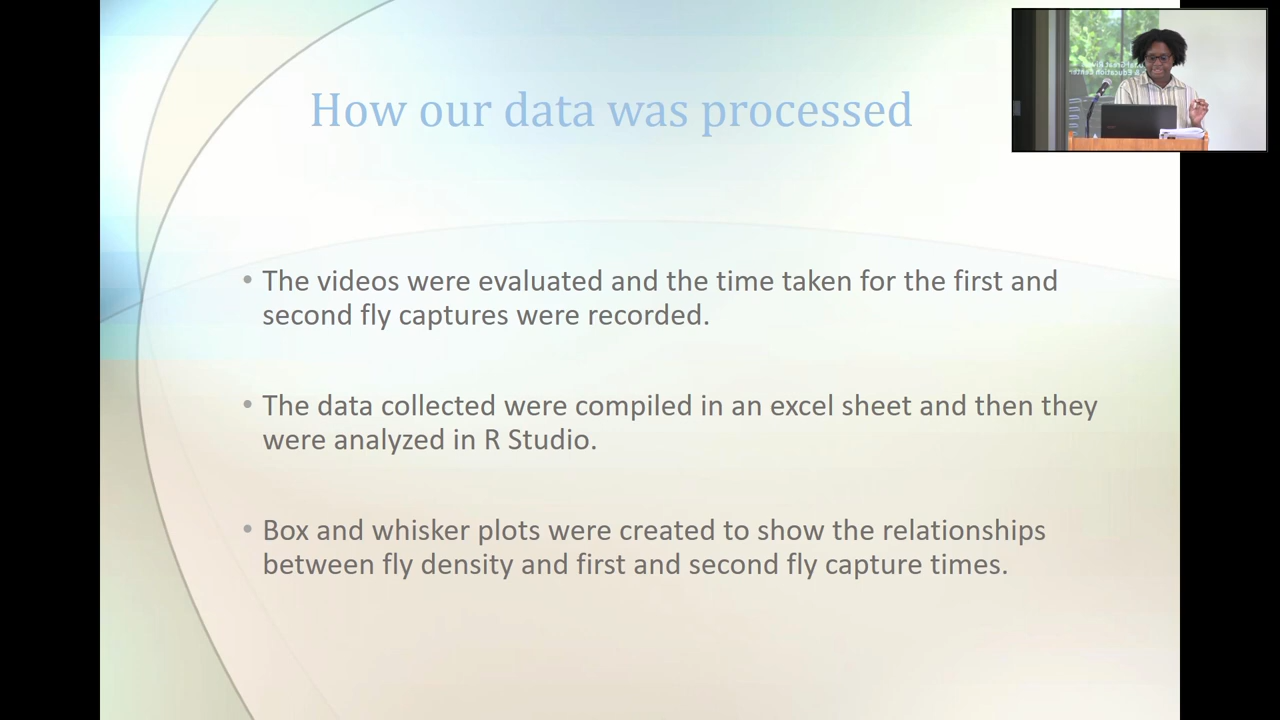 How our data was processed
• The videos were evaluated and the time taken for the first and
second fly captures were recorded.
• The data collected were compiled in an excel sheet and then they
were analyzed in R Studio.
• Box and whisker plots were created to show the relationships
between fly density and first and second fly capture times.